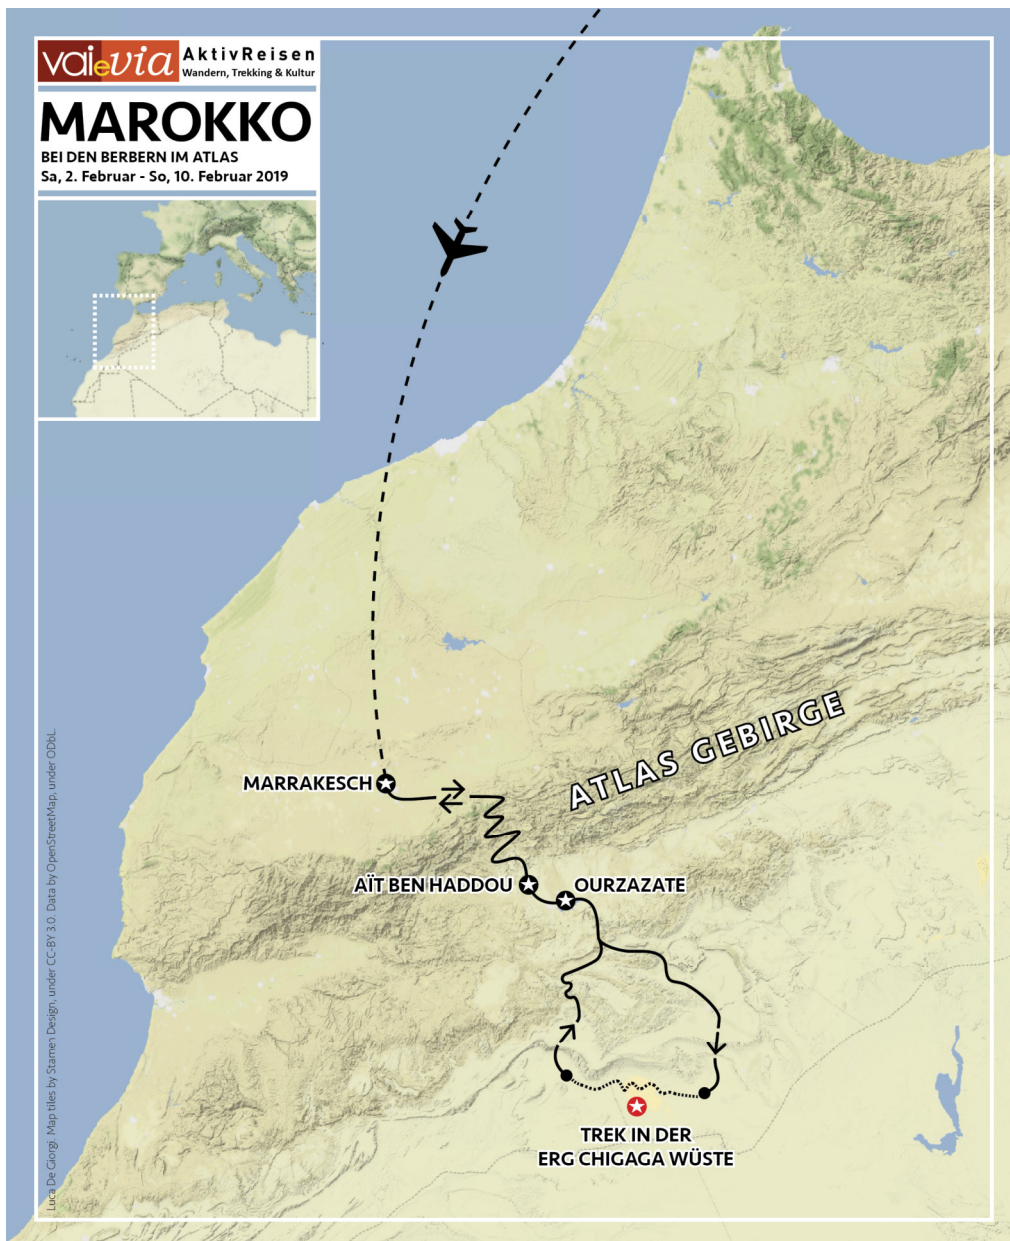 vaievia AktivReisen
Wandern, Trekking & Kultur
MAROKKO
BEI DEN BERBERN IM ATLAS
Sa, 2. Februar - So, 10. Februar 2019
ATLAS GEBIRGE
MARRAKESCH
AÏT BEN HADDOU
OURZAZATE
TREK IN DER
ERG CHIGAGA WÜSTE
Luca De Giorgi. Map tiles by Stamen Design, under CC-BY 3.0. Data by OpenStreetMap, under ODbL.